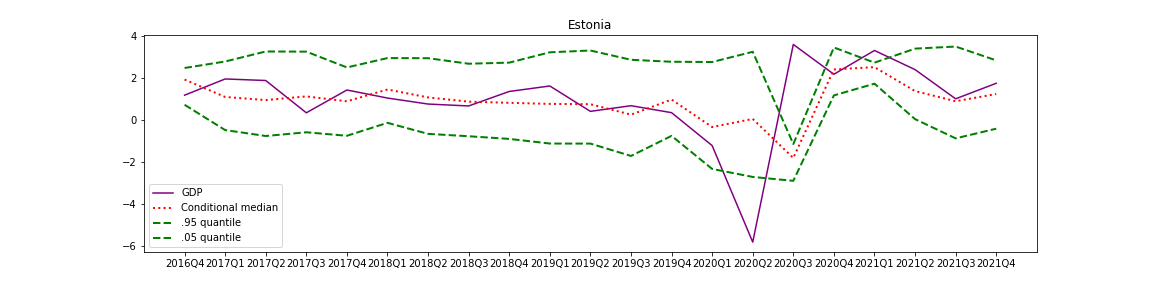 Estonia
4
2
0
−2
−4
−6
GDP
Conditional median
.95 quantile
.05 quantile
2016Q4 2017Q1 2017Q2 2017Q3 2017Q4 2018Q1 2018Q2 2018Q3 2018Q4 2019Q1 2019Q2 2019Q3 2019Q4 2020Q1 2020Q2 2020Q3 2020Q4 2021Q1 2021Q2 2021Q3 2021Q4